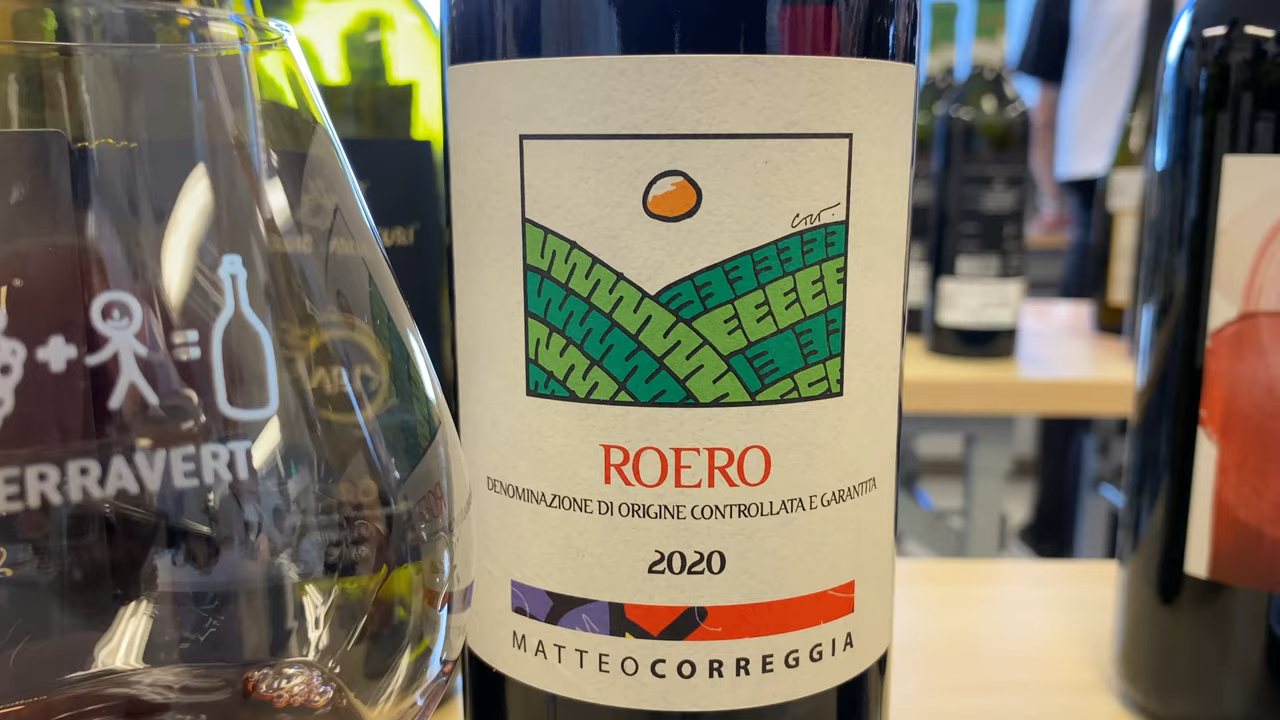 ROERO
DENOMINAZIONE DI ORIGINE CONTROLLATA E GARANTITA
2020
MATTEOCORREGGIA
+ =
ERRAVERT